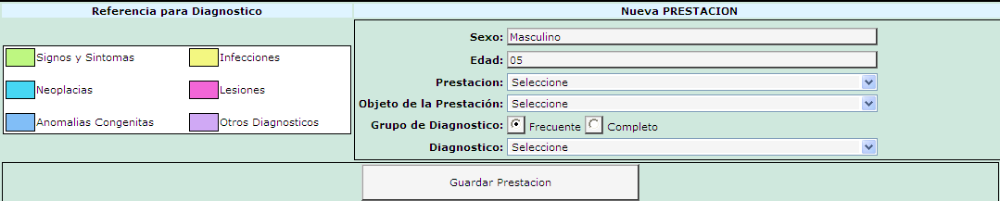 Referencia para Diagnostico
Signos y Sintomas Infecciones
Neoplacias Lesiones
Anomalias Congenitas Otros Diagnosticos
Nueva PRESTACION
Sexo: Masculino
Edad: 05
Prestacion: Seleccione
Objeto de la Prestación: Seleccione
Grupo de Diagnostico: Frecuente Completo
Diagnostico: Seleccione
Guardar Prestacion